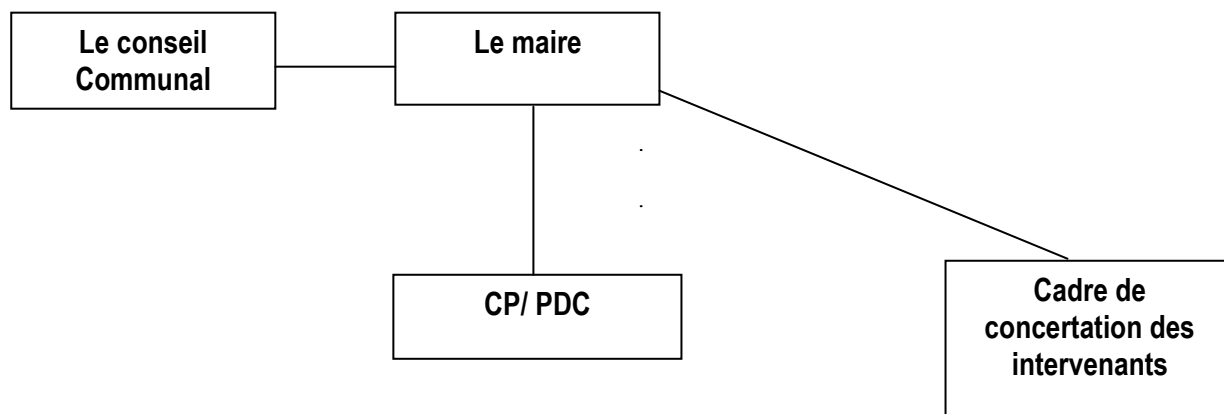 Le conseil
Communal
Le maire
CP/ PDC
Cadre de
concertation des
intervenants